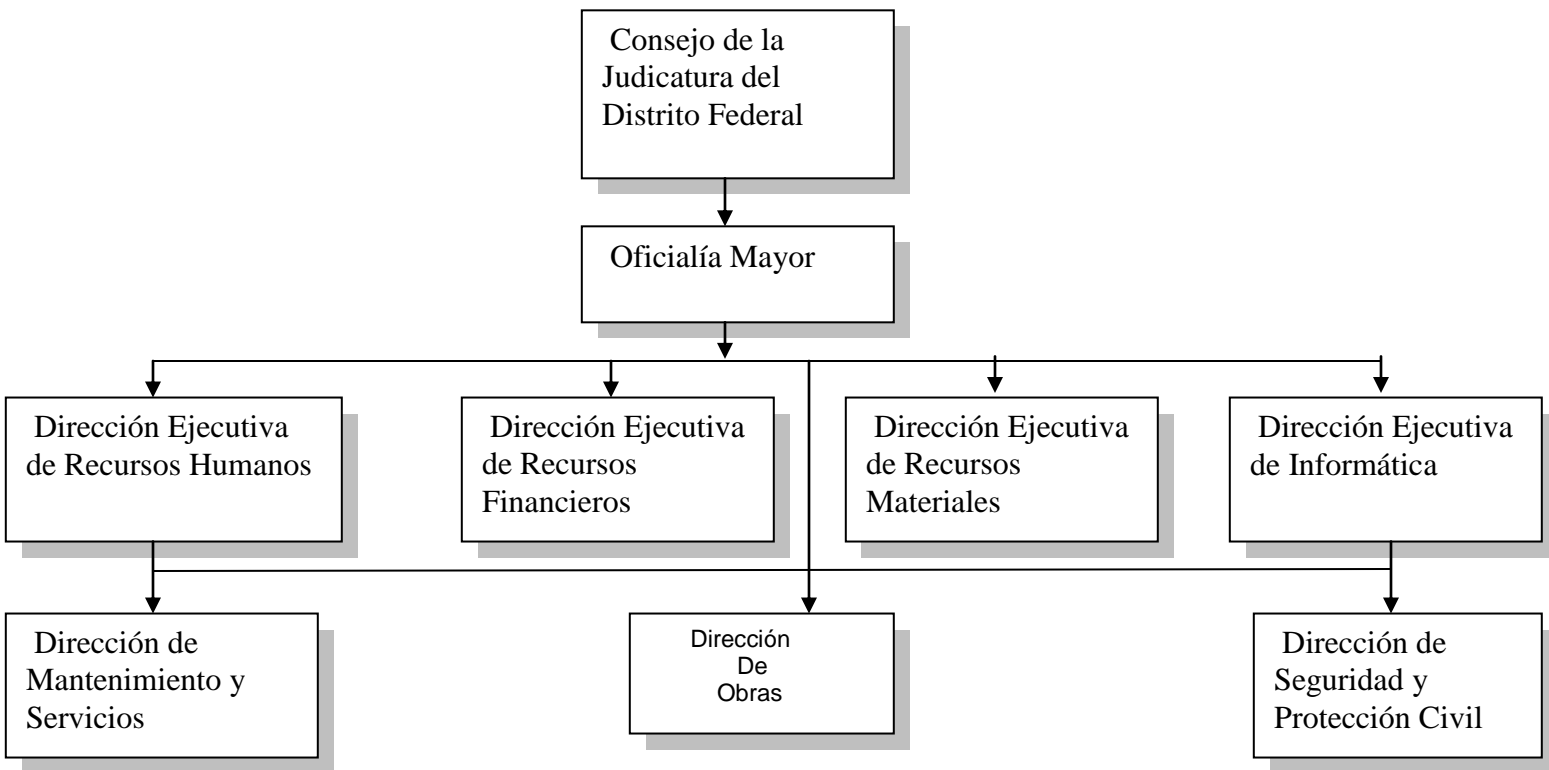 Consejo de la
Judicatura del
Distrito Federal
Oficialía Mayor
Dirección Ejecutiva
de Recursos Humanos
Dirección Ejecutiva
de Recursos
Financieros
Dirección Ejecutiva
de Recursos
Materiales
Dirección Ejecutiva
de Informática
Dirección de
Mantenimiento y
Servicios
Dirección
De
Obras
Dirección de
Seguridad y
Protección Civil